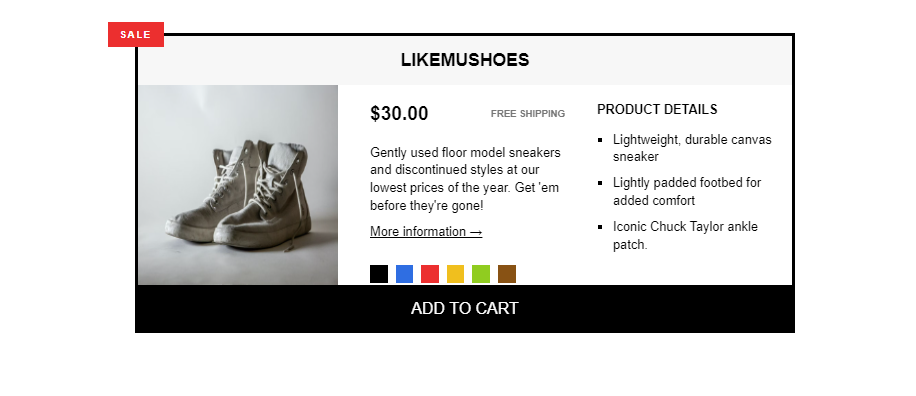 SALE
LIKEMUSHOES
$30.00
FREE SHIPPING
Gently used floor model sneakers
and discontinued styles at our
lowest prices of the year. Get 'em
before they're gone!
More information →
PRODUCT DETAILS
▪ Lightweight, durable canvas
sneaker
▪ Lightly padded footbed for
added comfort
▪ Iconic Chuck Taylor ankle
patch.
ADD TO CART